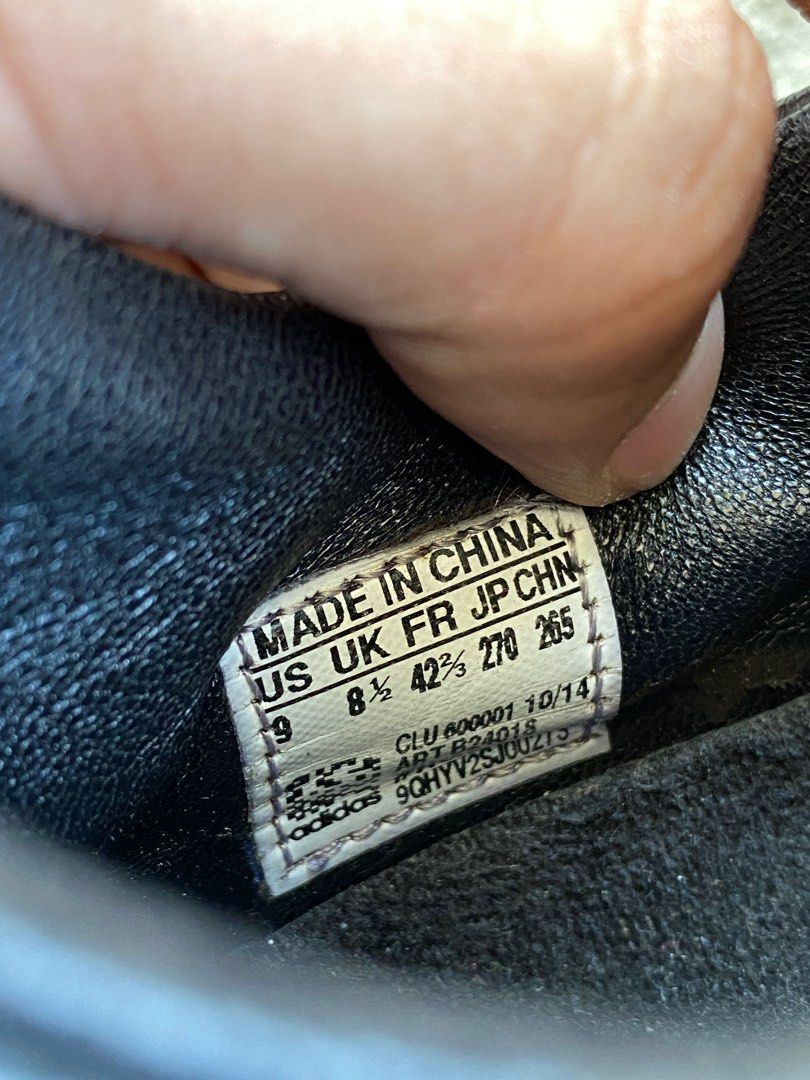 MADE IN CHINA
US UK FR JP CHN
9 8½ 42⅔ 270 265
CLU 600001 10/14
ART
adidas